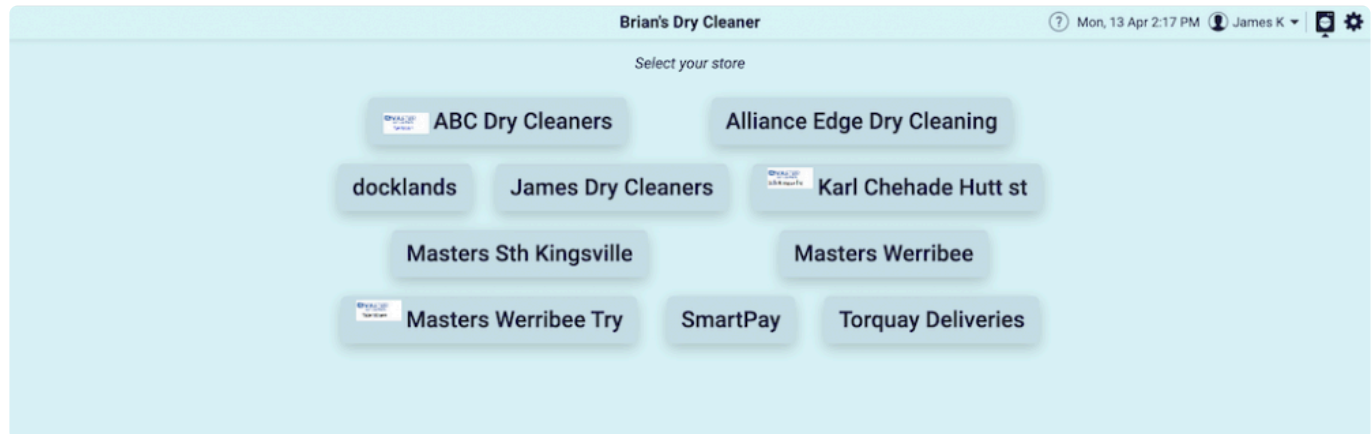 Brian's Dry Cleaner
? Mon, 13 Apr 2:17 PM James K
Select your store
ABC Dry Cleaners
Alliance Edge Dry Cleaning
docklands
James Dry Cleaners
Karl Chehade Hutt st
Masters Sth Kingsville
Masters Werribee
Masters Werribee Try
SmartPay
Torquay Deliveries